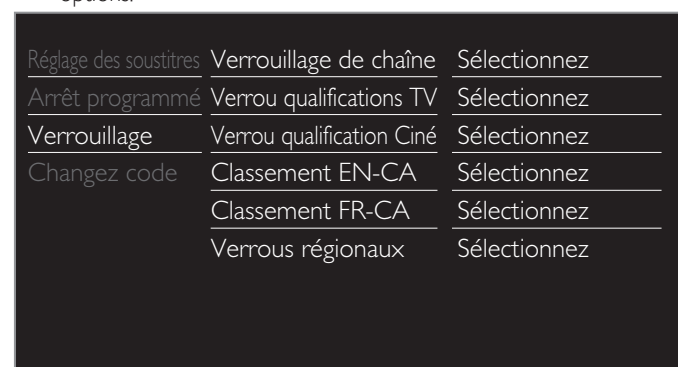 options.
Réglage des soustitres Verrouillage de chaîne Sélectionnez
Arrêt programmé Verrou qualifications TV Sélectionnez
Verrouillage Verrou qualification Ciné Sélectionnez
Changez code Classement EN-CA Sélectionnez
Classement FR-CA Sélectionnez
Verrous régionaux Sélectionnez